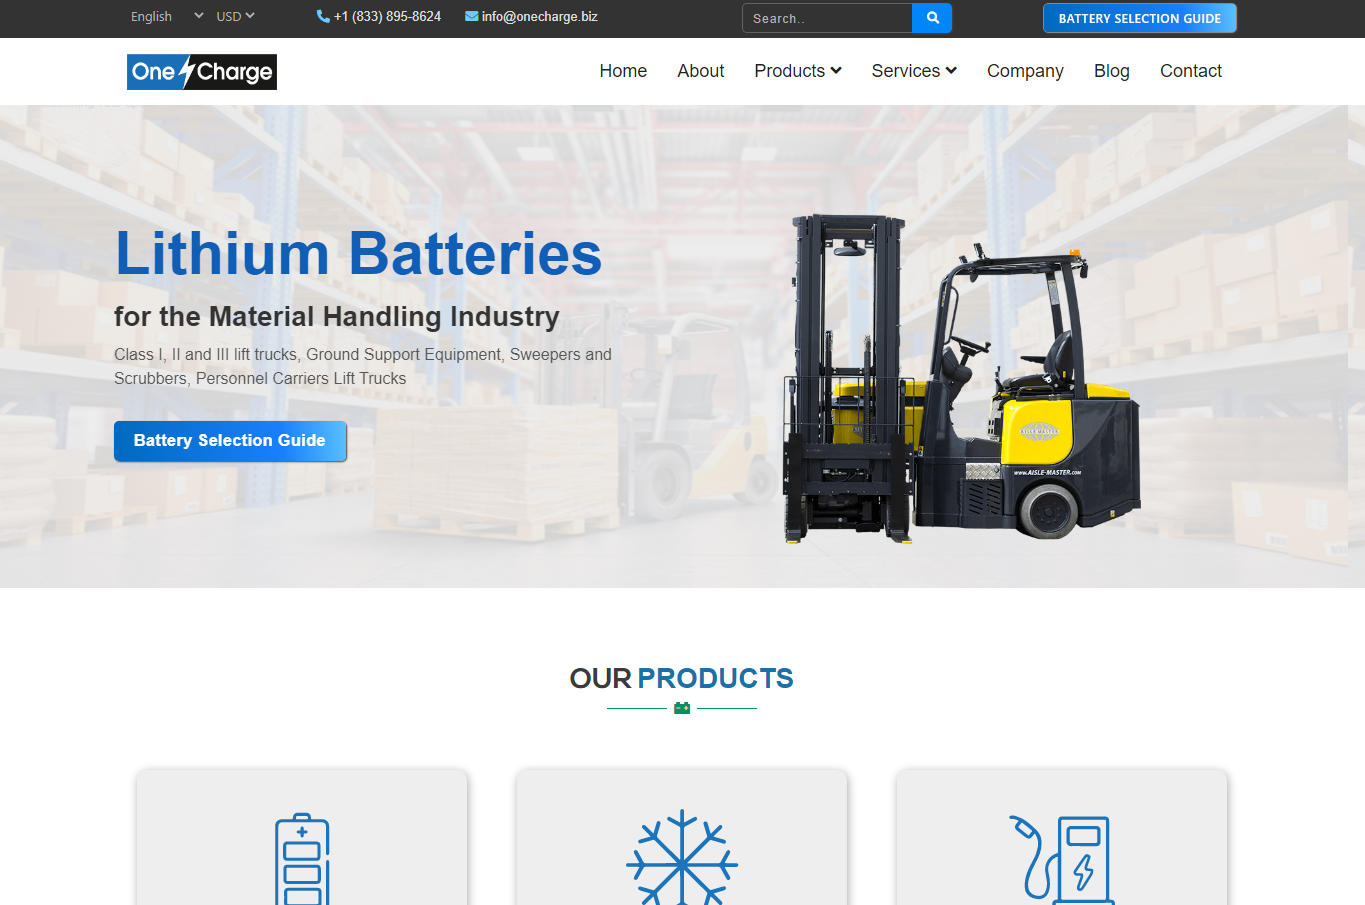 English USD +1 (833) 895-8624 info@onecharge.biz Search.. BATTERY SELECTION GUIDE
One Charge Home About Products Services Company Blog Contact
Lithium Batteries
for the Material Handling Industry
Class I, II and III lift trucks, Ground Support Equipment, Sweepers and
Scrubbers, Personnel Carriers Lift Trucks
Battery Selection Guide
AISLE-MASTER
www.AISLE-MASTER.com
OUR PRODUCTS